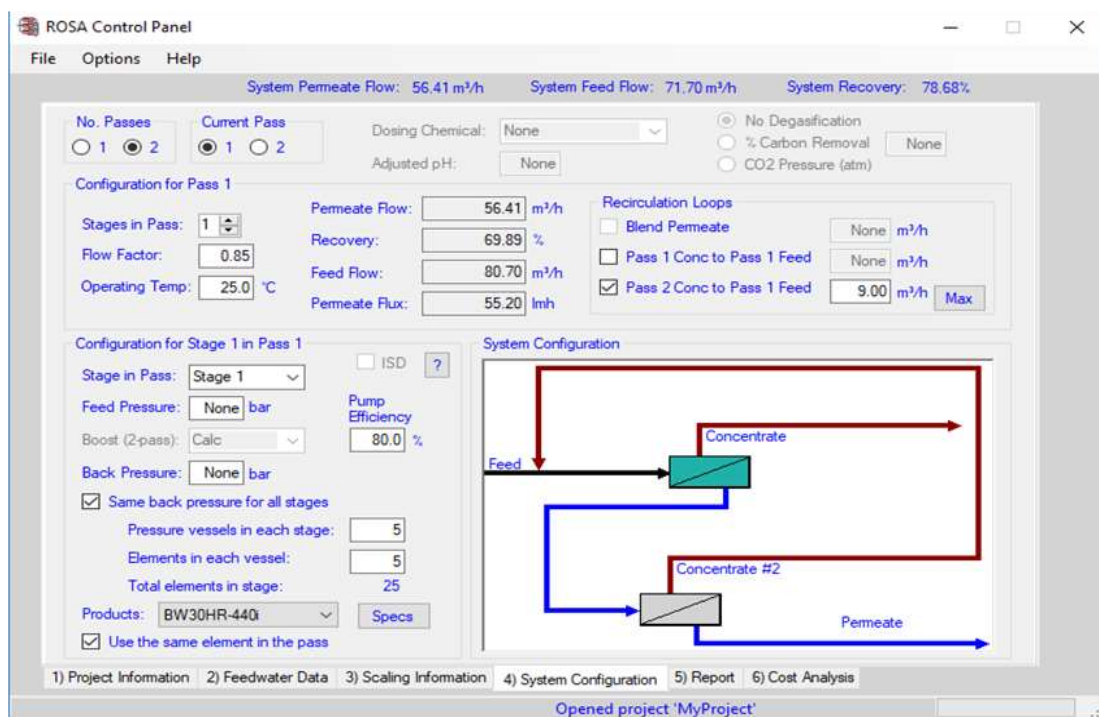 ROSA Control Panel
File Options Help
System Permeate Flow: 56.41 m³/h System Feed Flow: 71.70 m³/h System Recovery: 78.68%
No. Passes
1 2
Current Pass
1 2
Dosing Chemical: None
Adjusted pH: None
No Degasification
% Carbon Removal None
CO2 Pressure (atm)
Configuration for Pass 1
Stages in Pass: 1
Flow Factor: 0.85
Operating Temp: 25.0 °C
Permeate Flow: 56.41 m³/h
Recovery: 69.89 %
Feed Flow: 80.70 m³/h
Permeate Flux: 55.20 lmh
Recirculation Loops
Blend Permeate None m³/h
Pass 1 Conc to Pass 1 Feed None m³/h
Pass 2 Conc to Pass 1 Feed 9.00 m³/h Max
Configuration for Stage 1 in Pass 1
ISD ?
Stage in Pass: Stage 1
Feed Pressure: None bar
Boost (2-pass): Calc
Back Pressure: None bar
Pump
Efficiency
80.0 %
Same back pressure for all stages
Pressure vessels in each stage: 5
Elements in each vessel: 5
Total elements in stage: 25
Products: BW30HR-440i Specs
Use the same element in the pass
System Configuration
Concentrate
Feed
Concentrate #2
Permeate
1) Project Information 2) Feedwater Data 3) Scaling Information 4) System Configuration 5) Report 6) Cost Analysis
Opened project 'MyProject'